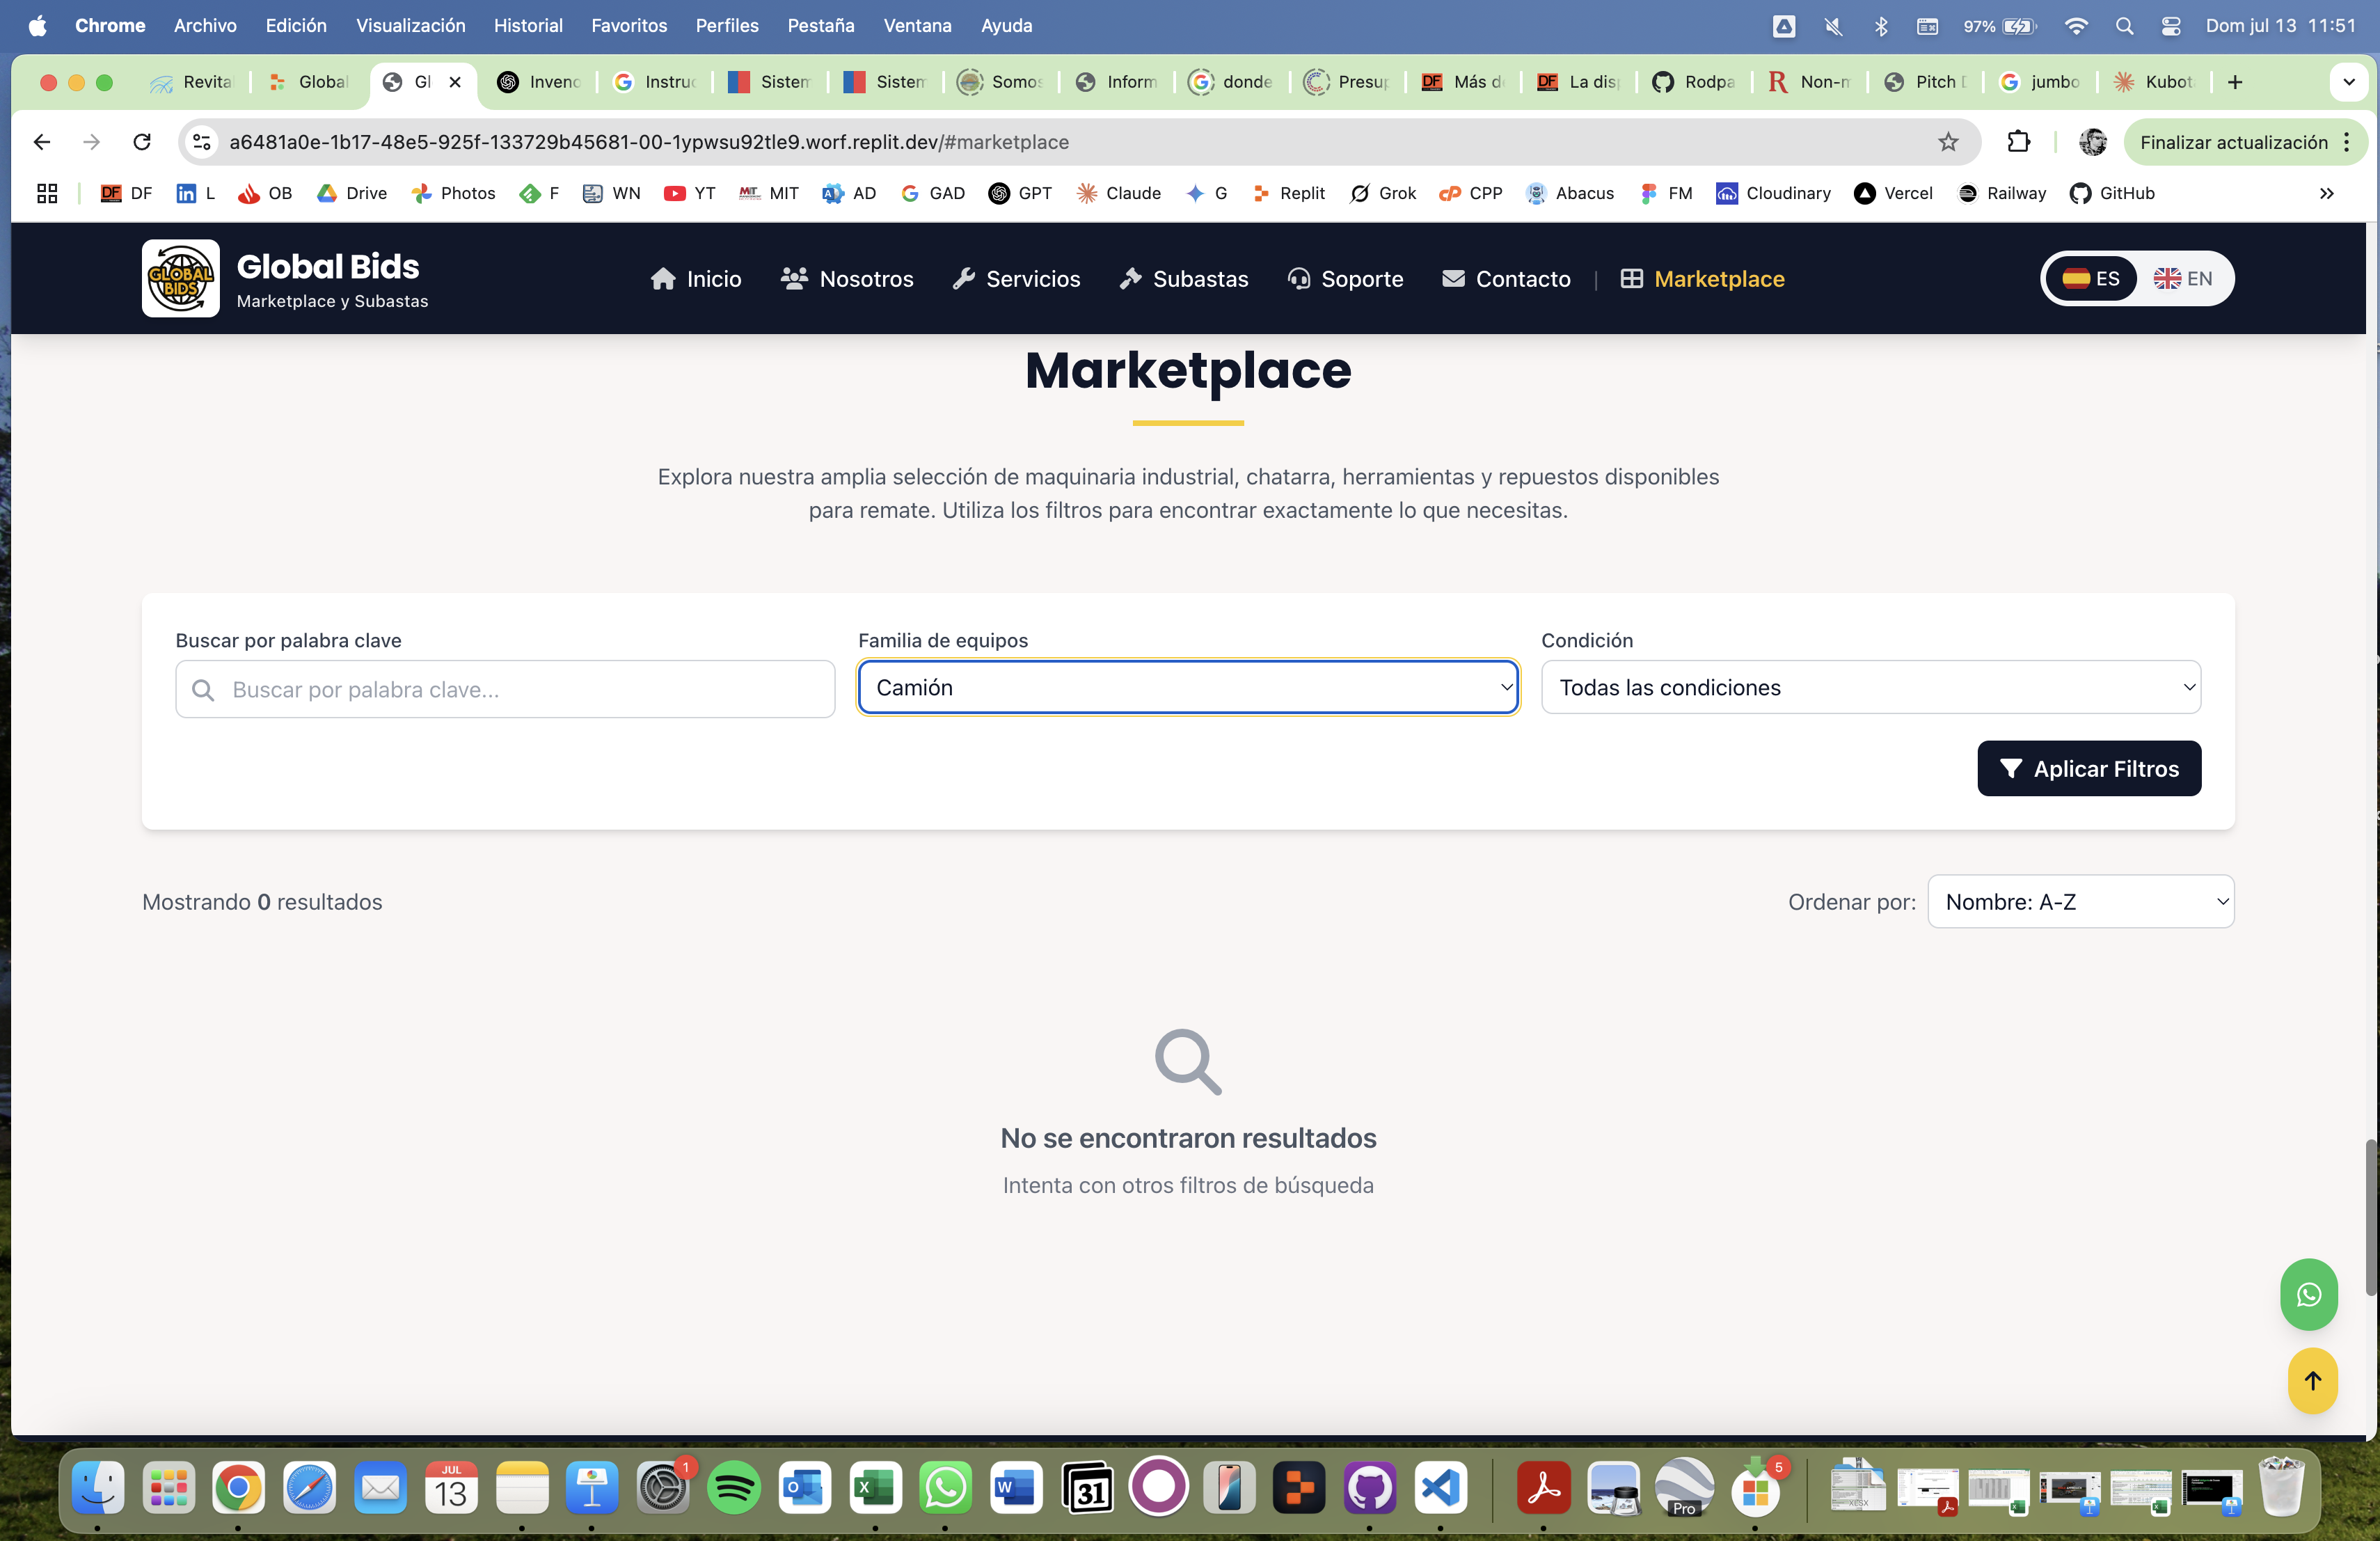 Chrome Archivo Edición Visualización Historial Favoritos Perfiles Pestaña Ventana Ayuda 97% Dom jul 13 11:51
Revita Global Gl Inveno Instruc Sistem Sistem Somos Inform donde Presup Más d La dis Rodpa Non-m Pitch D jumbo Kubot
a6481a0e-1b17-48e5-925f-133729b45681-00-1ypwsu92tle9.worf.replit.dev/#marketplace Finalizar actualización
DF DF L OB Drive Photos F WN YT MIT MIT AD GAD GPT Claude G Replit Grok CPP Abacus FM Cloudinary Vercel Railway GitHub
GLOBAL BIDS
Global Bids
Marketplace y Subastas
Inicio Nosotros Servicios Subastas Soporte Contacto | Marketplace ES EN
Marketplace
Explora nuestra amplia selección de maquinaria industrial, chatarra, herramientas y repuestos disponibles
para remate. Utiliza los filtros para encontrar exactamente lo que necesitas.
Buscar por palabra clave Familia de equipos Condición
Buscar por palabra clave... Camión Todas las condiciones
Aplicar Filtros
Mostrando 0 resultados Ordenar por: Nombre: A-Z
No se encontraron resultados
Intenta con otros filtros de búsqueda
JUL
13
1
31
Pro
5
XLSX